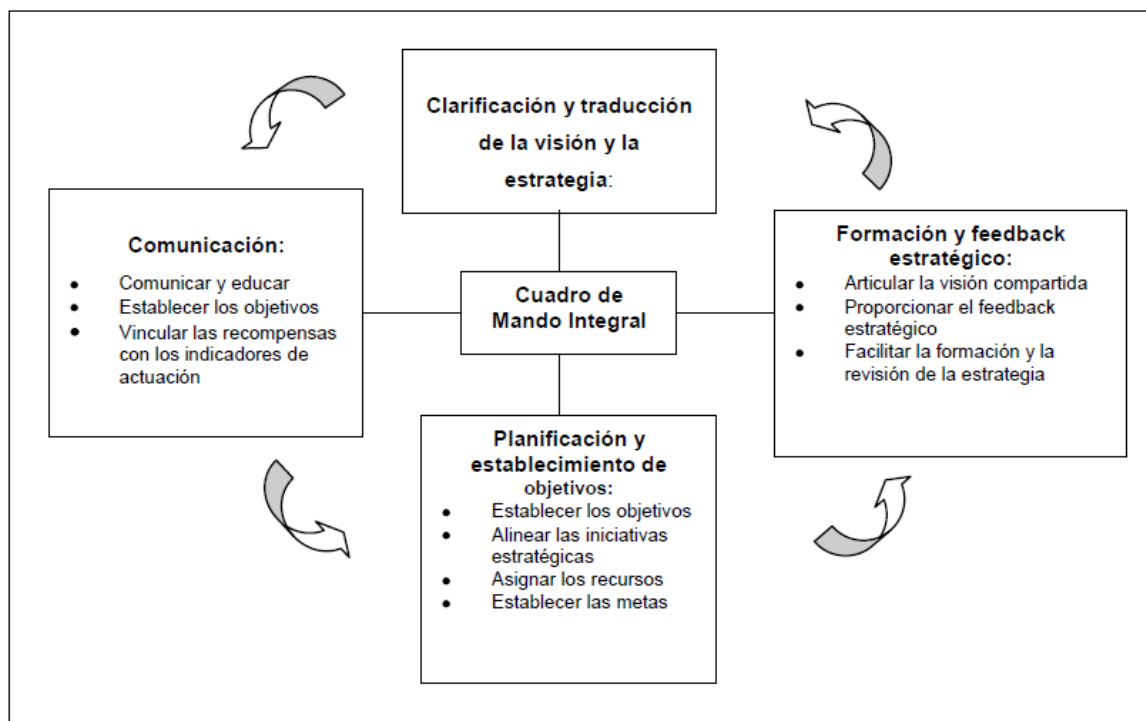 Clarificación y traducción
de la visión y la
estrategia:
Comunicación:
• Comunicar y educar
• Establecer los objetivos
• Vincular las recompensas
con los indicadores de
actuación
Cuadro de
Mando Integral
Formación y feedback
estratégico:
• Articular la visión compartida
• Proporcionar el feedback
estratégico
• Facilitar la formación y la
revisión de la estrategia
Planificación y
establecimiento de
objetivos:
• Establecer los objetivos
• Alinear las iniciativas
estratégicas
• Asignar los recursos
• Establecer las metas